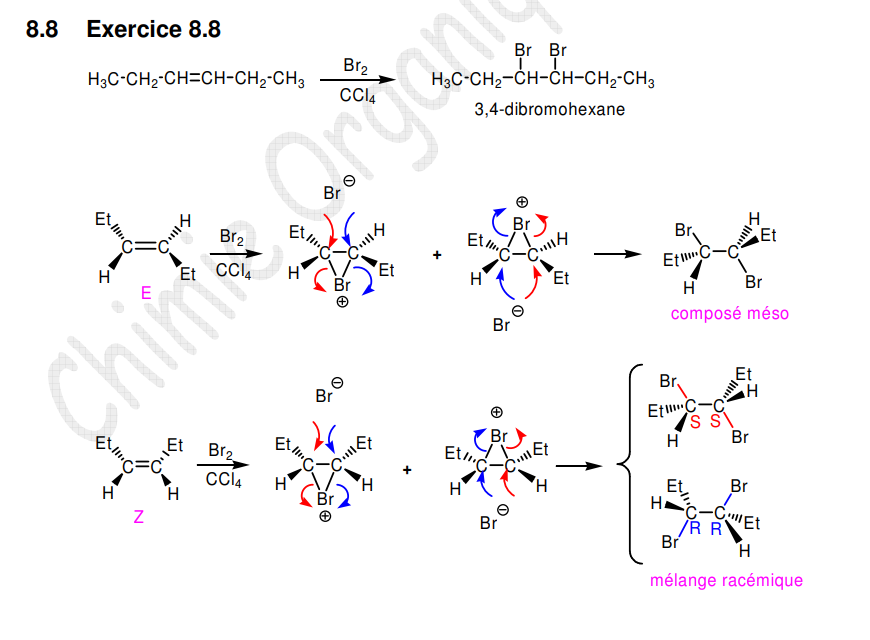 8.8 Exercice 8.8
Br Br
H3C-CH2-CH=CH-CH2-CH3 Br2 CCl4 H3C-CH2-CH-CH-CH2-CH3
3,4-dibromohexane
Chimie Organiq
Br ⊖ ⊕
Et H Et H Br Br H
C=C Br2 C C + Et C C H Et C C Et
H Et CCl4 H Br Et H Et H Br
E ⊕ Br ⊖ composé méso
Br ⊖ Br Et
⊕ Et C C H
Et Et Et Et Br S S
C=C Br2 C C + Et C C Et H Br
H H CCl4 H Br H H H Et Br
Z ⊕ Br ⊖ H C C Et
Br R R H
mélange racémique